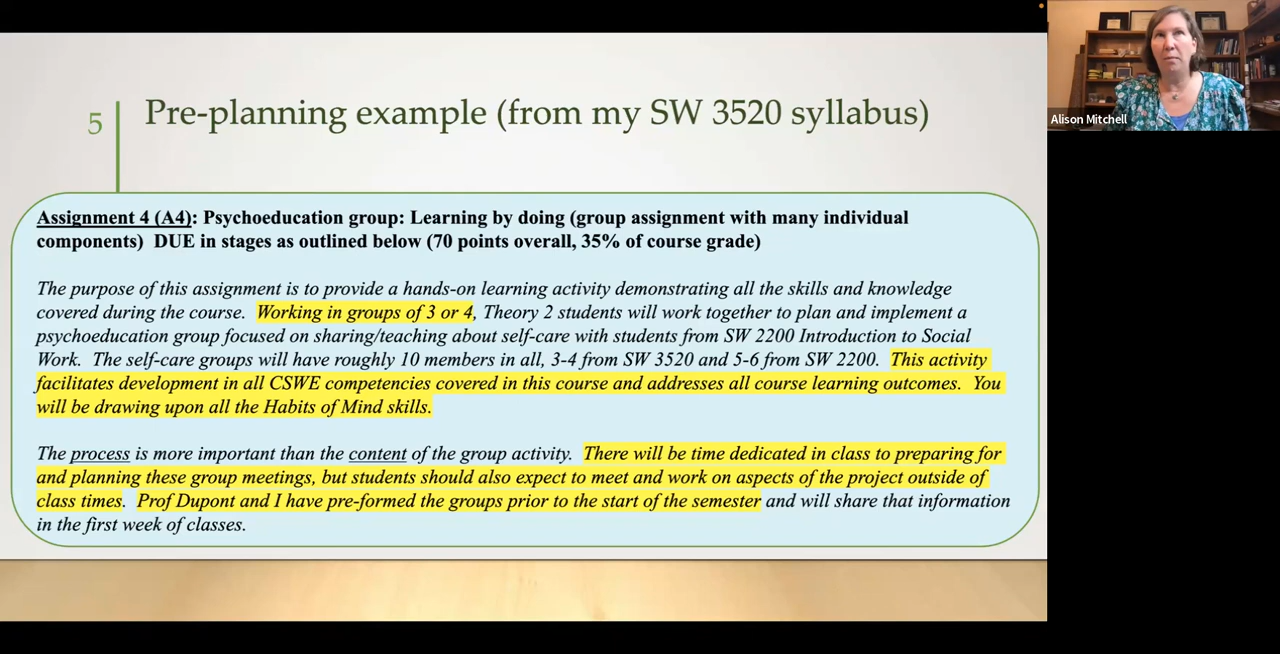 5
Pre-planning example (from my SW 3520 syllabus)
Alison Mitchell
Assignment 4 (A4): Psychoeducation group: Learning by doing (group assignment with many individual
components)  DUE in stages as outlined below (70 points overall, 35% of course grade)
The purpose of this assignment is to provide a hands-on learning activity demonstrating all the skills and knowledge
covered during the course.  Working in groups of 3 or 4, Theory 2 students will work together to plan and implement a
psychoeducation group focused on sharing/teaching about self-care with students from SW 2200 Introduction to Social
Work.  The self-care groups will have roughly 10 members in all, 3-4 from SW 3520 and 5-6 from SW 2200.  This activity
facilitates development in all CSWE competencies covered in this course and addresses all course learning outcomes.  You
will be drawing upon all the Habits of Mind skills.
The process is more important than the content of the group activity.  There will be time dedicated in class to preparing for
and planning these group meetings, but students should also expect to meet and work on aspects of the project outside of
class times.  Prof Dupont and I have pre-formed the groups prior to the start of the semester and will share that information
in the first week of classes.